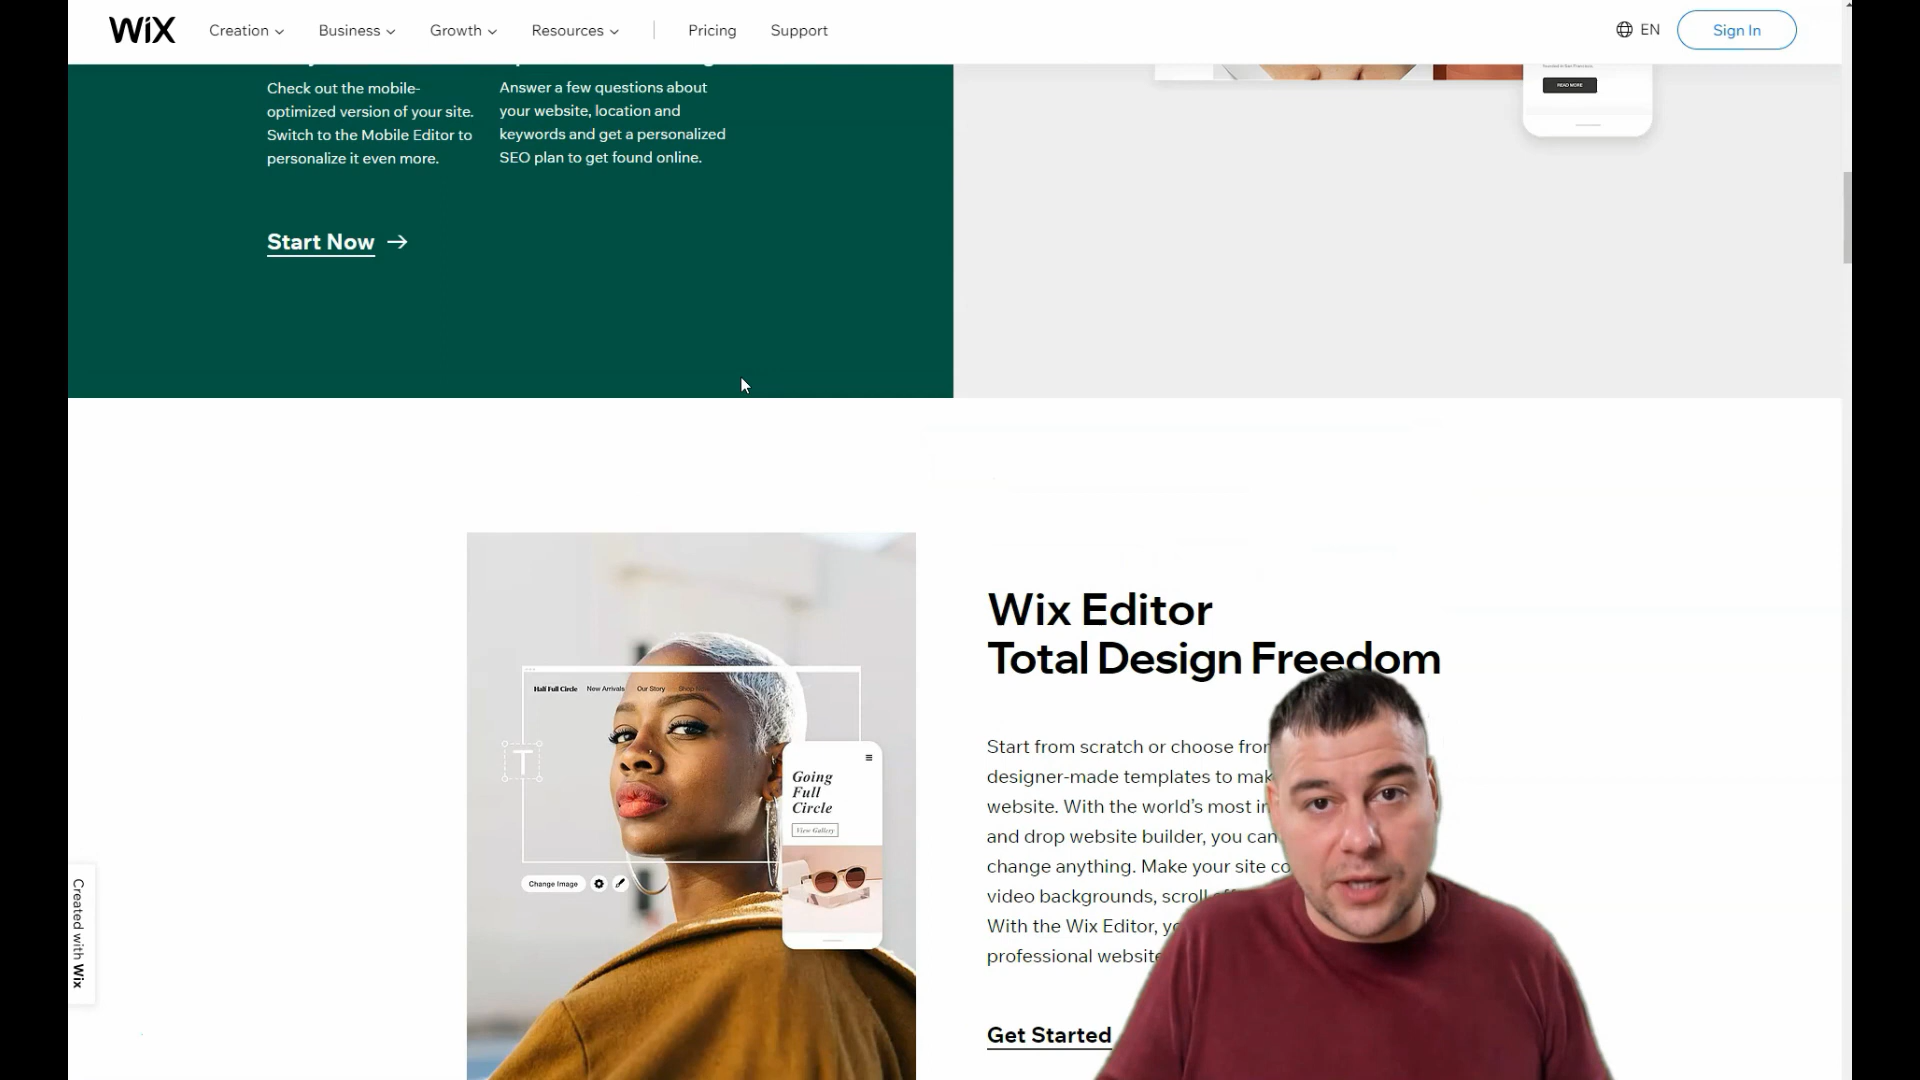 WiX
Creation
Business
Growth
Resources
Pricing
Support
EN
Sign In
Check out the mobile-
optimized version of your site.
Switch to the Mobile Editor to
personalize it even more.
Answer a few questions about
your website, location and
keywords and get a personalized
SEO plan to get found online.
Start Now
READ MORE
Wix Editor
Total Design Freedom
Start from scratch or choose from
designer-made templates to mak
website. With the world's most in
and drop website builder, you can
change anything. Make your site co
video backgrounds, scroll
With the Wix Editor, yo
professional website
Get Started
Half Full Circle
New Arrivals
Our Story
T
Going
Full
Circle
View Gallery
Change Image
Created with Wix